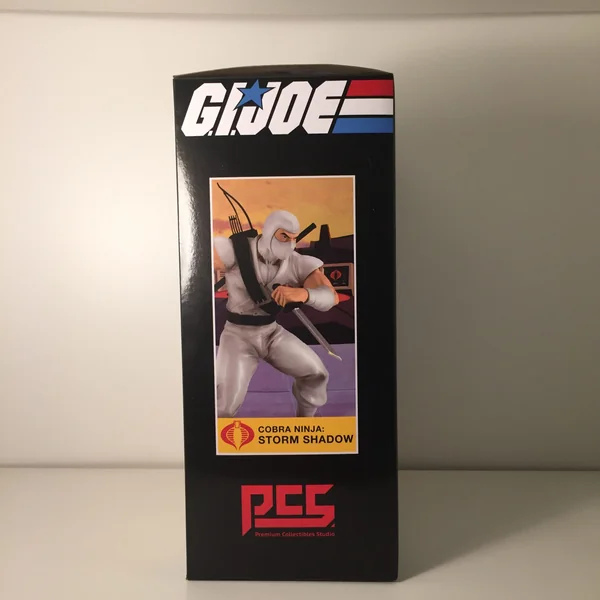 G.I.JOE
COBRA NINJA:
STORM SHADOW
PCS
Premium Collectibles Studio